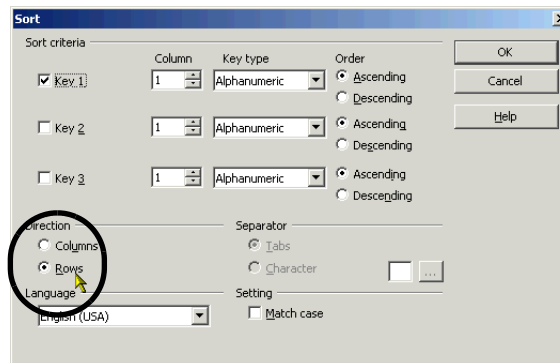 Sort
Sort criteria
Column Key type Order
Key 1 1 Alphanumeric Ascending
Descending
Key 2 1 Alphanumeric Ascending
Descending
Key 3 1 Alphanumeric Ascending
Descending
OK
Cancel
Help
Direction Separator
Columns Tabs
Rows Character ...
Language Setting
English (USA) Match case